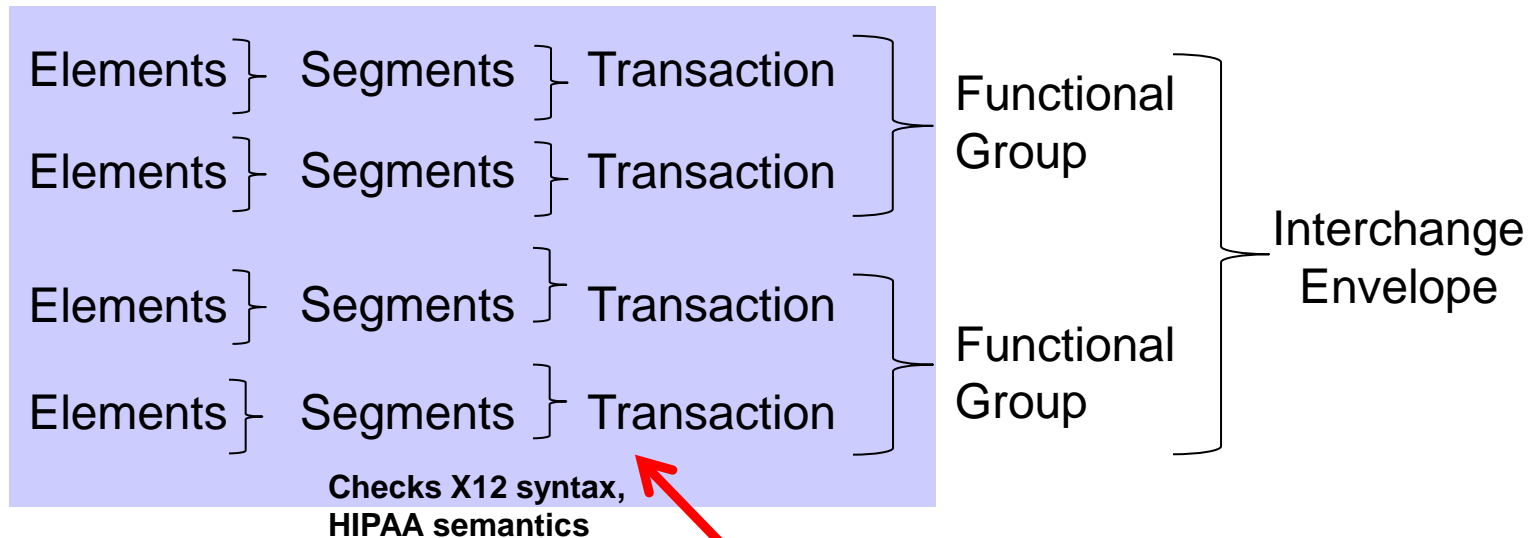 Elements Segments Transaction
Elements Segments Transaction
Functional
Group
Elements Segments Transaction
Elements Segments Transaction
Functional
Group
Interchange
Envelope
Checks X12 syntax,
HIPAA semantics